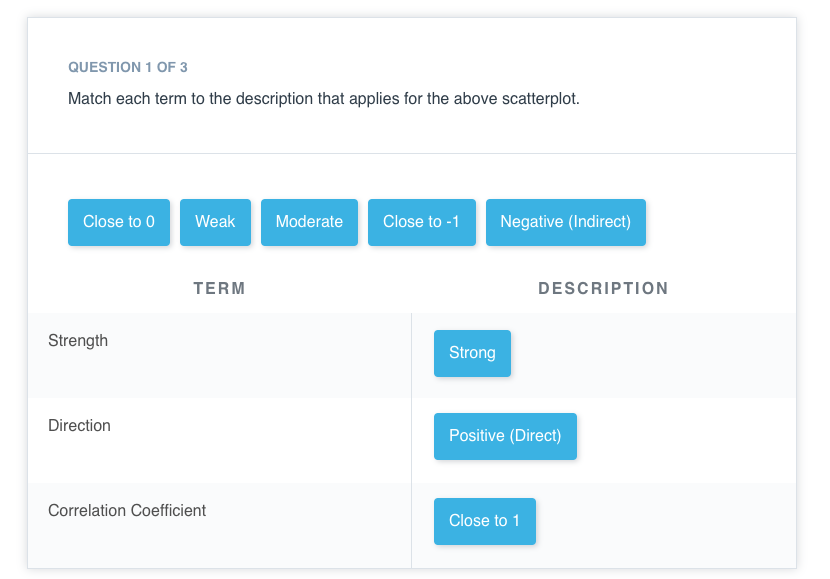 QUESTION 1 OF 3
Match each term to the description that applies for the above scatterplot.
Close to 0 Weak Moderate Close to -1 Negative (Indirect)
TERM DESCRIPTION
Strength Strong
Direction Positive (Direct)
Correlation Coefficient Close to 1